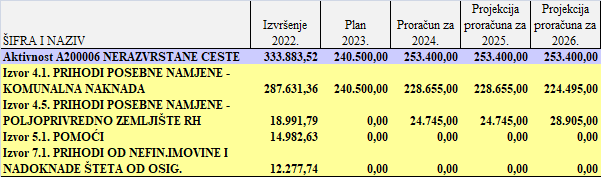 ŠIFRA I NAZIV Izvršenje 2022. Plan 2023. Proračun za 2024. Projekcija proračuna za 2025. Projekcija proračuna za 2026.
Aktivnost A200006 NERAZVRSTANE CESTE 333.883,52 240.500,00 253.400,00 253.400,00 253.400,00
Izvor 4.1. PRIHODI POSEBNE NAMJENE -
KOMUNALNA NAKNADA 287.631,36 240.500,00 228.655,00 228.655,00 224.495,00
Izvor 4.5. PRIHODI POSEBNE NAMJENE -
POLJOPRIVREDNO ZEMLJIŠTE RH 18.991,79 0,00 24.745,00 24.745,00 28.905,00
Izvor 5.1. POMOĆI 14.982,63 0,00 0,00 0,00 0,00
Izvor 7.1. PRIHODI OD NEFIN.IMOVINE I
NADOKNADE ŠTETA OD OSIG. 12.277,74 0,00 0,00 0,00 0,00